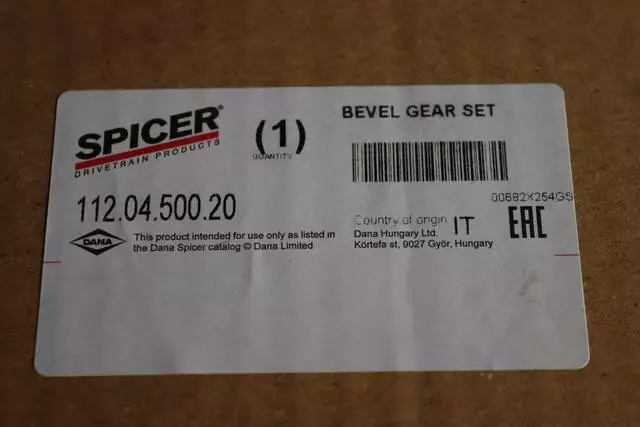 SPICER®
DRIVETRAIN PRODUCTS
(1)
QUANTITY
BEVEL GEAR SET
112.04.500.20
00682X254GS
DANA
This product intended for use only as listed in
the Dana Spicer catalog © Dana Limited
Country of origin IT
Dana Hungary Ltd.
Körtefa st, 9027 Győr, Hungary
EAC